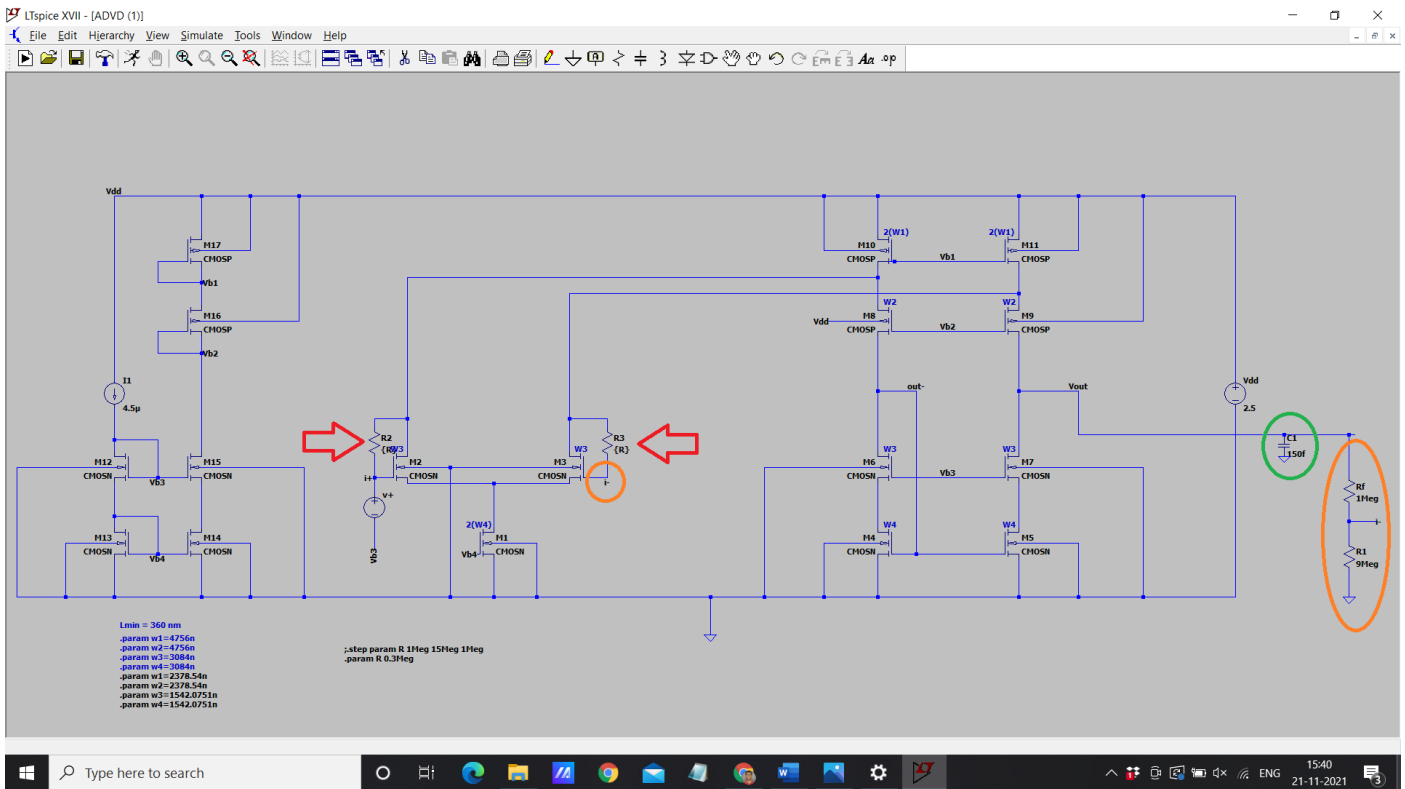 LTspice XVII - [ADVD (1)]
File Edit Hierarchy View Simulate Tools Window Help
Aa .op
Vdd
M17
CMOSP
Vb1
M16
CMOSP
Vb2
I1
4.5µ
M12
CMOSN
Vb3
M15
CMOSN
M13
CMOSN
Vb4
M14
CMOSN
R2
W3
M2
CMOSN
i+
v+
Vb3
R3
{R}
W3
M3
CMOSN
i-
2(W4)
M1
Vb4
CMOSN
2(W1)
M10
CMOSP
Vb1
2(W1)
M11
CMOSP
W2
Vdd
M8
CMOSP
Vb2
W2
M9
CMOSP
out-
Vout
W3
M6
CMOSN
Vb3
W3
M7
CMOSN
W4
M4
CMOSN
W4
M5
CMOSN
Vdd
2.5
C1
150f
Rf
1Meg
i-
R1
9Meg
Lmin = 360 nm
.param w1=4756n
.param w2=4756n
.param w3=3084n
.param w4=3084n
.param w1=2378.54n
.param w2=2378.54n
.param w3=1542.0751n
.param w4=1542.0751n
;.step param R 1Meg 15Meg 1Meg
.param R 0.3Meg
Type here to search
ENG
15:40
21-11-2021
3